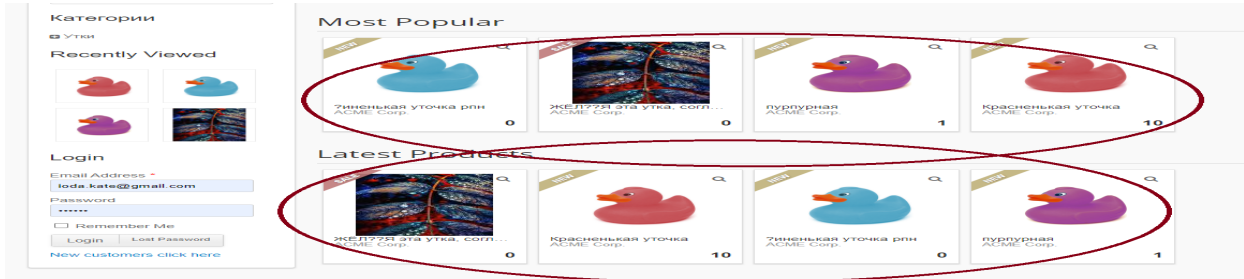 Категории
Утки
Recently Viewed
Login
Email Address *
loda.kate@gmail.com
Password
••••••
Remember Me
Login Lost Password
New customers click here
Most Popular
NEW SALE NEW NEW
?иненькая уточка рпн ЖЕЛ??Я эта утка, согл... пурпурная Красненькая уточка
ACME Corp. ACME Corp. ACME Corp. ACME Corp.
0 0 1 10
Latest Products
SALE NEW NEW NEW
ЖЕЛ??Я эта утка, согл... Красненькая уточка ?иненькая уточка рпн пурпурная
ACME Corp. ACME Corp. ACME Corp. ACME Corp.
0 10 0 1